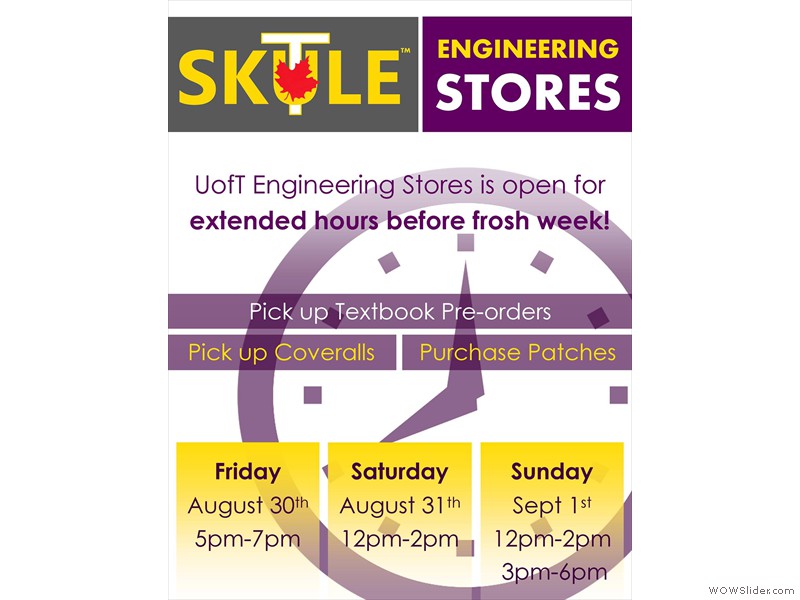 SKULE™
ENGINEERING
STORES
UofT Engineering Stores is open for
extended hours before frosh week!
Pick up Textbook Pre-orders
Pick up Coveralls
Purchase Patches
Friday
August 30th
5pm-7pm
Saturday
August 31th
12pm-2pm
Sunday
Sept 1st
12pm-2pm
3pm-6pm
WOWSlider.com